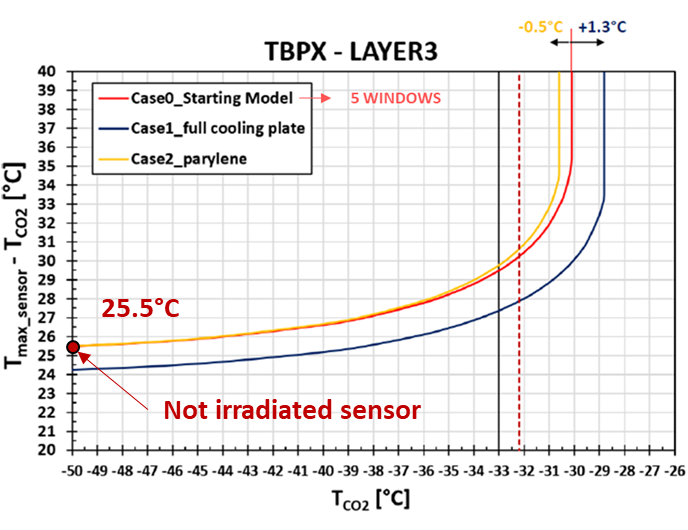 -0.5°C +1.3°C
TBPX - LAYER3
T_max_sensor - T_CO2 [°C]
40
39
38
37
36
35
34
33
32
31
30
29
28
27
26
25
24
23
22
21
20
Case0_Starting Model
5 WINDOWS
Case1_full cooling plate
Case2_parylene
25.5°C
Not irradiated sensor
-50 -49 -48 -47 -46 -45 -44 -43 -42 -41 -40 -39 -38 -37 -36 -35 -34 -33 -32 -31 -30 -29 -28 -27 -26
T_CO2 [°C]